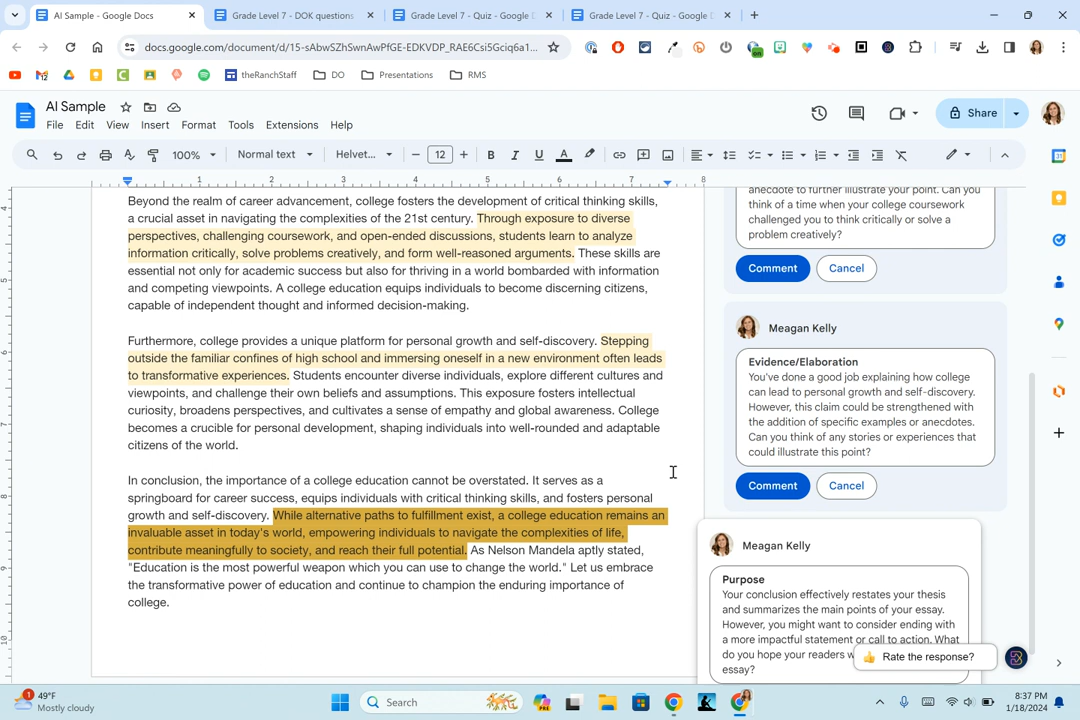 AI Sample - Google Docs
Grade Level 7 - DOK questions
Grade Level 7 - Quiz - Google D
Grade Level 7 - Quiz - Google D
docs.google.com/document/d/15-sAbwSZhSwnAwPfGE-EDKVDP_RAE6Csi5Gciq6a1...
theRanchStaff
DO
Presentations
RMS
AI Sample
File Edit View Insert Format Tools Extensions Help
Share
100%
Normal text
Helvet...
12
1 2 3 4 5 6 7 8
Beyond the realm of career advancement, college fosters the development of critical thinking skills,
a crucial asset in navigating the complexities of the 21st century. Through exposure to diverse
perspectives, challenging coursework, and open-ended discussions, students learn to analyze
information critically, solve problems creatively, and form well-reasoned arguments. These skills are
essential not only for academic success but also for thriving in a world bombarded with information
and competing viewpoints. A college education equips individuals to become discerning citizens,
capable of independent thought and informed decision-making.
Furthermore, college provides a unique platform for personal growth and self-discovery. Stepping
outside the familiar confines of high school and immersing oneself in a new environment often leads
to transformative experiences. Students encounter diverse individuals, explore different cultures and
viewpoints, and challenge their own beliefs and assumptions. This exposure fosters intellectual
curiosity, broadens perspectives, and cultivates a sense of empathy and global awareness. College
becomes a crucible for personal development, shaping individuals into well-rounded and adaptable
citizens of the world.
In conclusion, the importance of a college education cannot be overstated. It serves as a
springboard for career success, equips individuals with critical thinking skills, and fosters personal
growth and self-discovery. While alternative paths to fulfillment exist, a college education remains an
invaluable asset in today's world, empowering individuals to navigate the complexities of life,
contribute meaningfully to society, and reach their full potential. As Nelson Mandela aptly stated,
"Education is the most powerful weapon which you can use to change the world." Let us embrace
the transformative power of education and continue to champion the enduring importance of
college.
anecdote to further illustrate your point. Can you
think of a time when your college coursework
challenged you to think critically or solve a
problem creatively?
Comment
Cancel
Meagan Kelly
Evidence/Elaboration
You've done a good job explaining how college
can lead to personal growth and self-discovery.
However, this claim could be strengthened with
the addition of specific examples or anecdotes.
Can you think of any stories or experiences that
could illustrate this point?
Comment
Cancel
Meagan Kelly
Purpose
Your conclusion effectively restates your thesis
and summarizes the main points of your essay.
However, you might want to consider ending with
a more impactful statement or call to action. What
do you hope your readers
essay?
Rate the response?
49°F
Mostly cloudy
Search
8:37 PM
1/18/2024